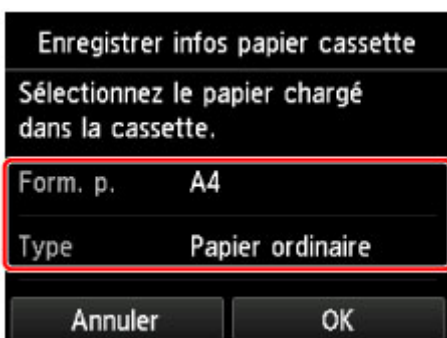 Enregistrer infos papier cassette
Sélectionnez le papier chargé
dans la cassette.
Form. p. A4
Type Papier ordinaire
Annuler OK